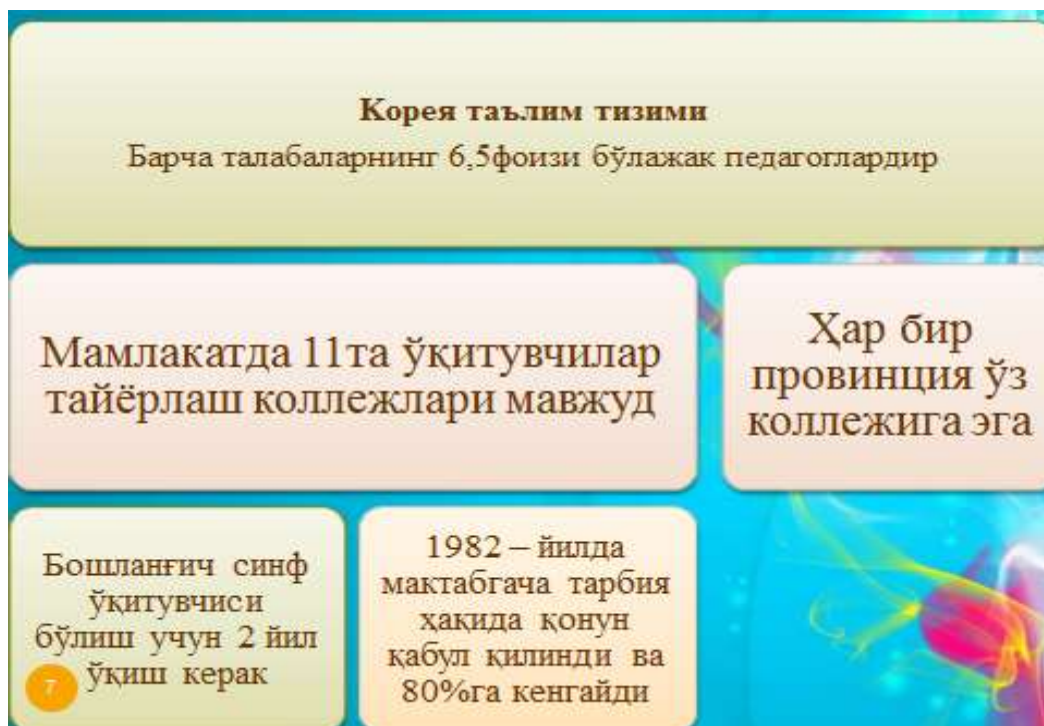 Корея таълим тизими
Барча талабаларнинг 6,5фоизи бўлажак педагоглардир
Мамлакатда 11та ўқитувчилар
тайёрлаш коллежлари мавжуд
Ҳар бир
провинция ўз
коллежига эга
Бошланғич синф
ўқитувчиси
бўлиш учун 2 йил
ўқиш керак
1982 – йилда
мактабгача тарбия
ҳақида қонун
қабул қилинди ва
80%га кенгайди
7